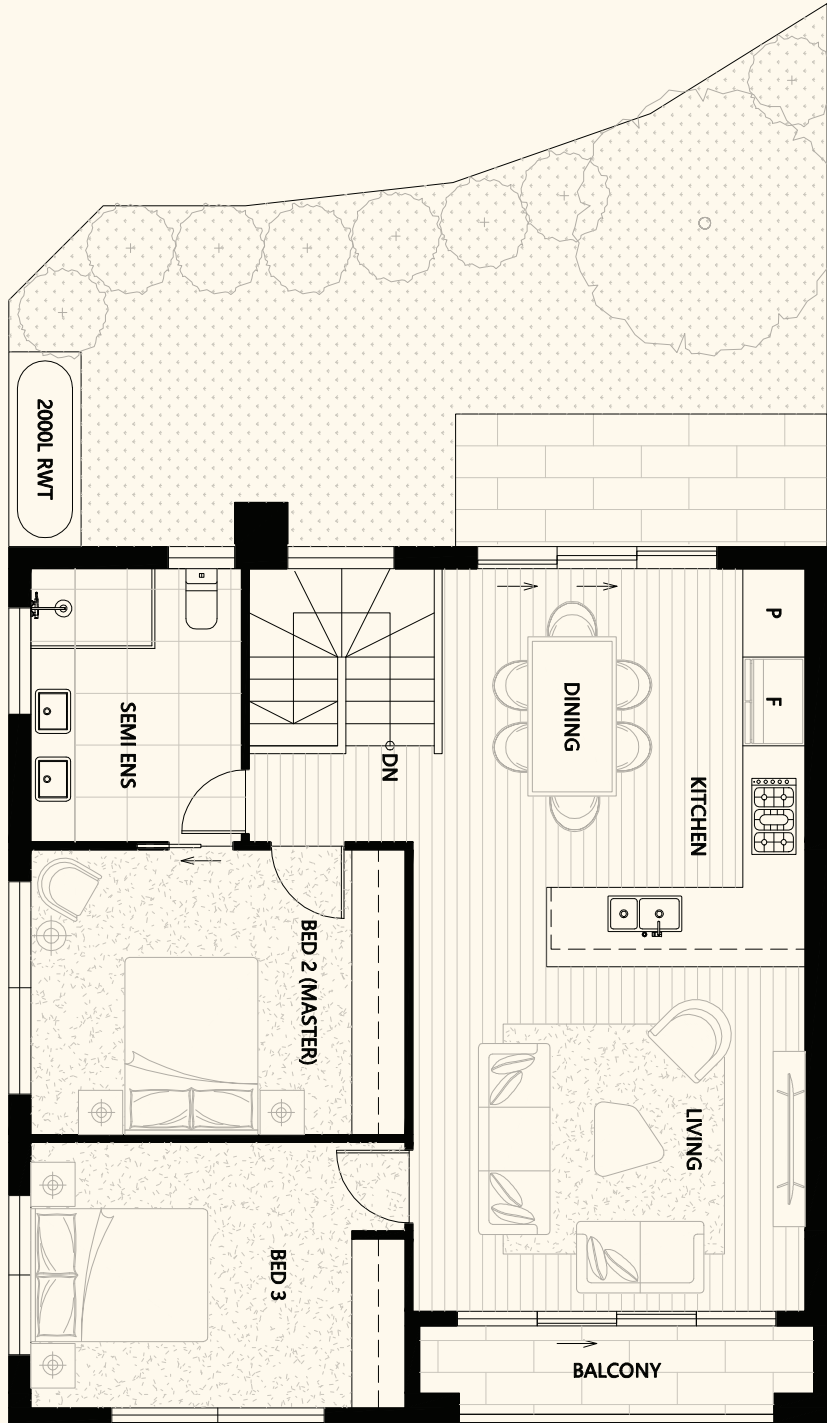 2000L RWT
P
F
DINING
KITCHEN
SEMI ENS
DN
BED 2 (MASTER)
LIVING
BED 3
BALCONY